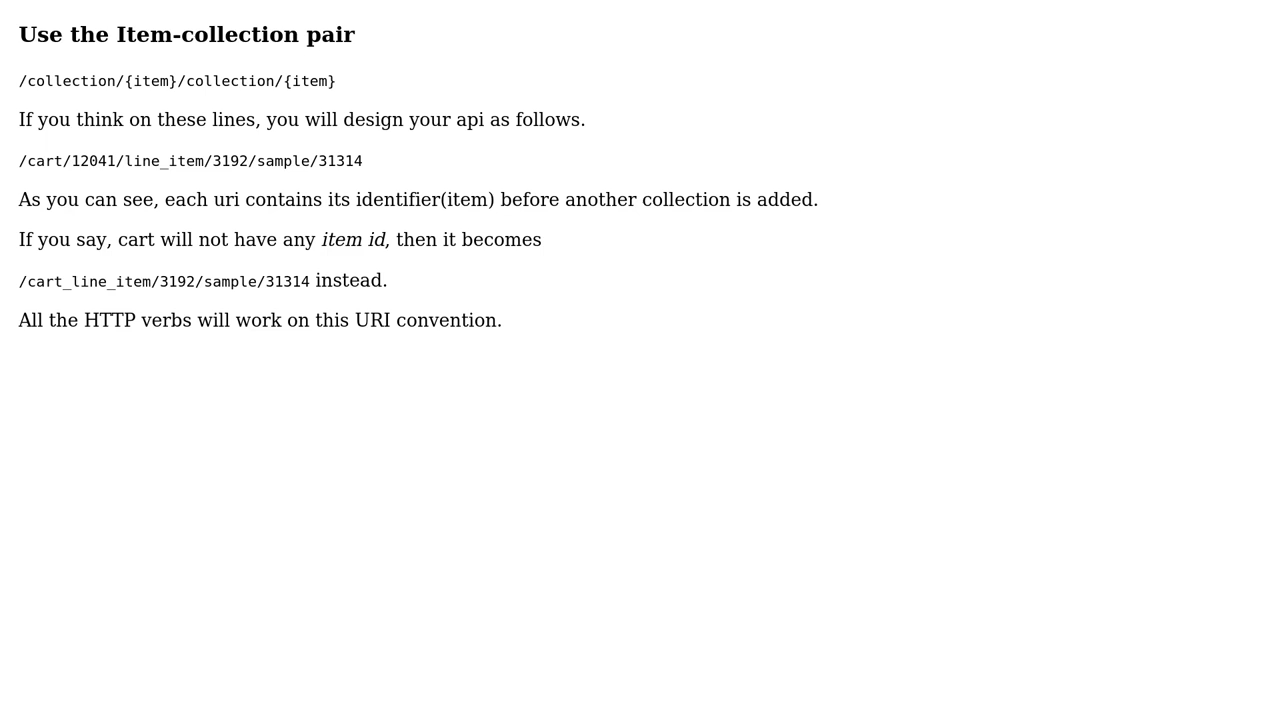 Use the Item-collection pair
/collection/{item}/collection/{item}
If you think on these lines, you will design your api as follows.
/cart/12041/line_item/3192/sample/31314
As you can see, each uri contains its identifier(item) before another collection is added.
If you say, cart will not have any item id, then it becomes
/cart_line_item/3192/sample/31314 instead.
All the HTTP verbs will work on this URI convention.